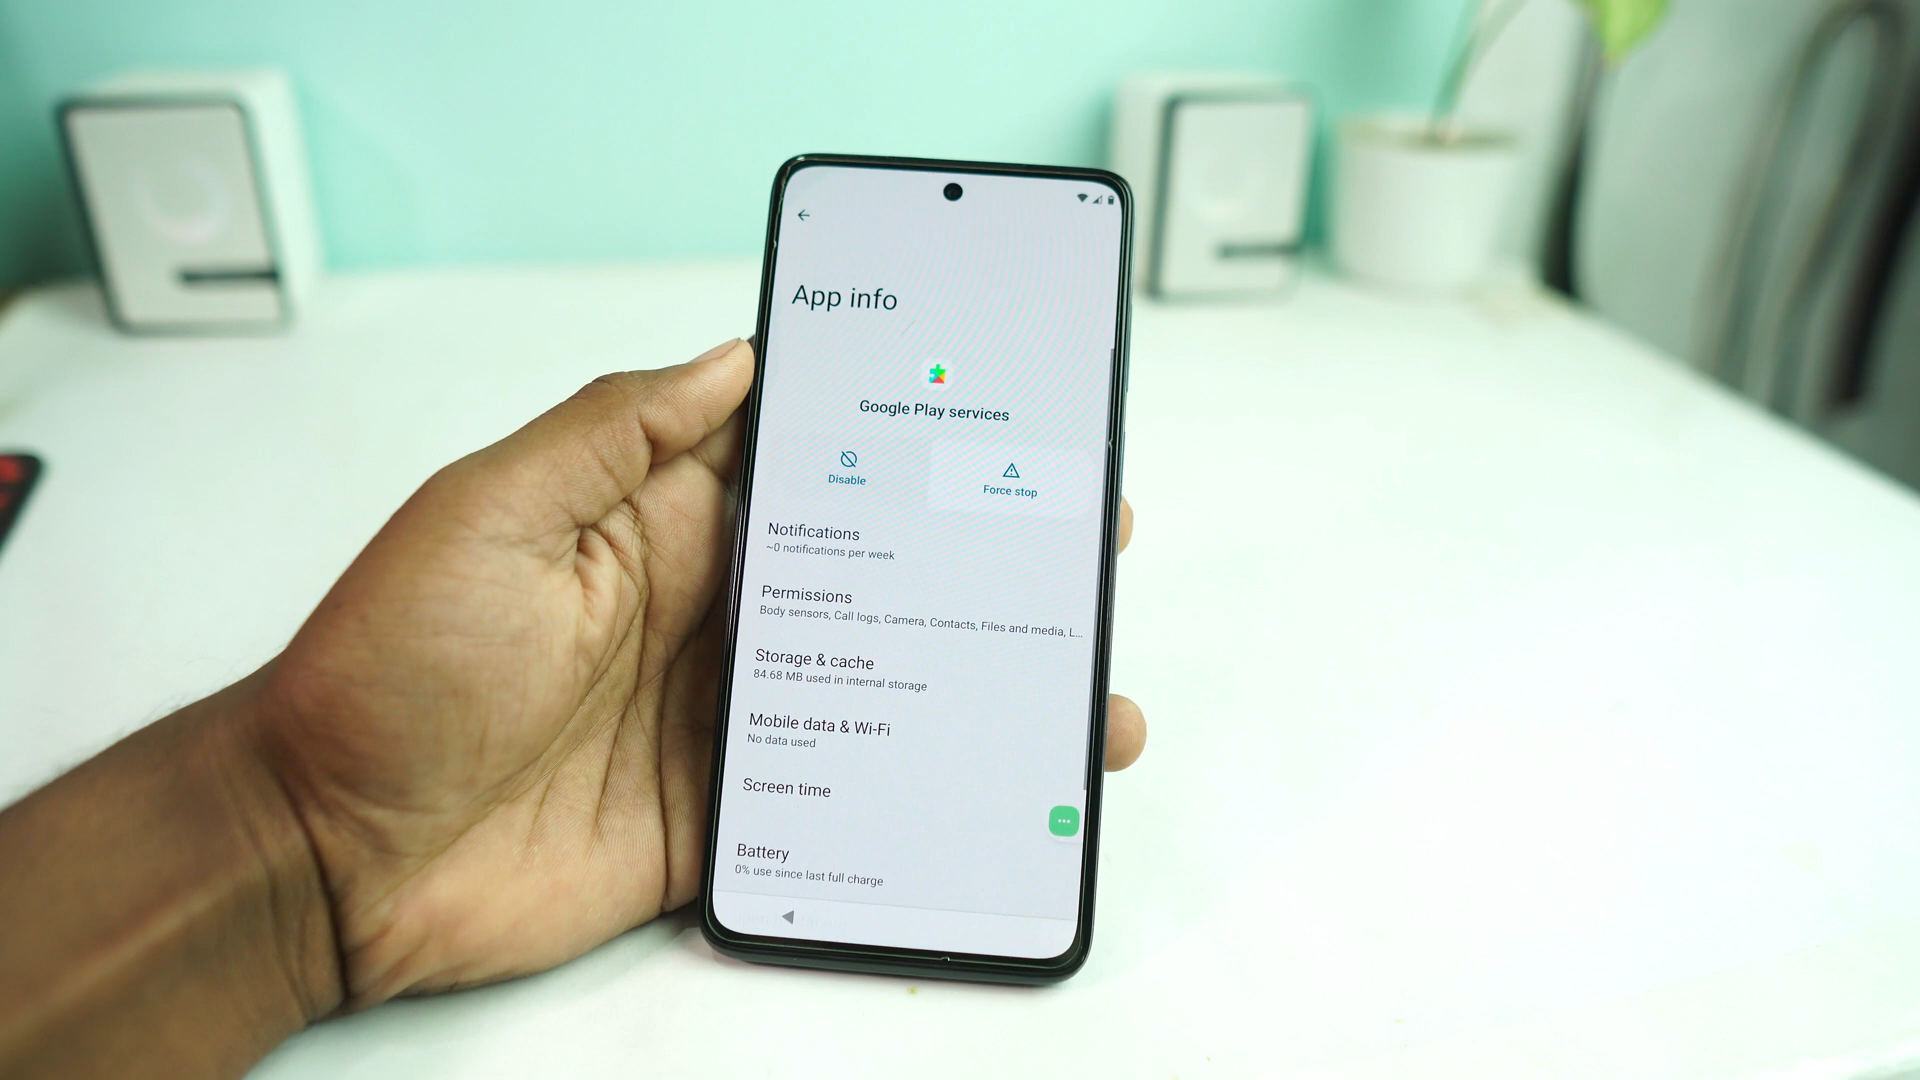 App info
Google Play services
Disable
Force stop
Notifications
~0 notifications per week
Permissions
Body sensors, Call logs, Camera, Contacts, Files and media, L...
Storage & cache
84.68 MB used in internal storage
Mobile data & Wi-Fi
No data used
Screen time
Battery
0% use since last full charge